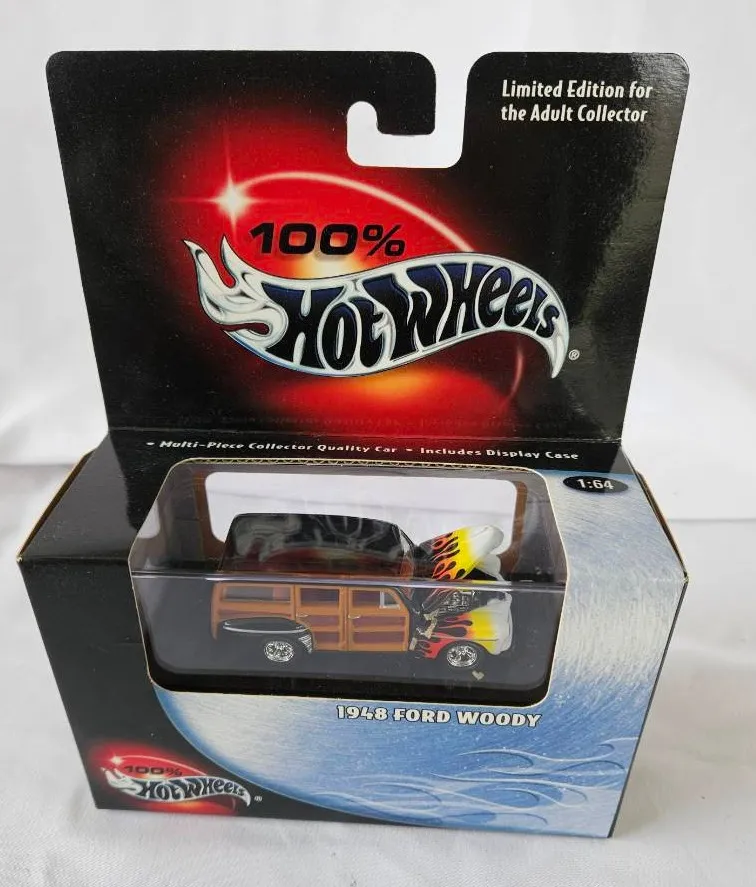 Limited Edition for
the Adult Collector
100%
HotWheels®
• Multi-Piece Collector Quality Car • Includes Display Case
1:64
1948 FORD WOODY
100%
HotWheels®